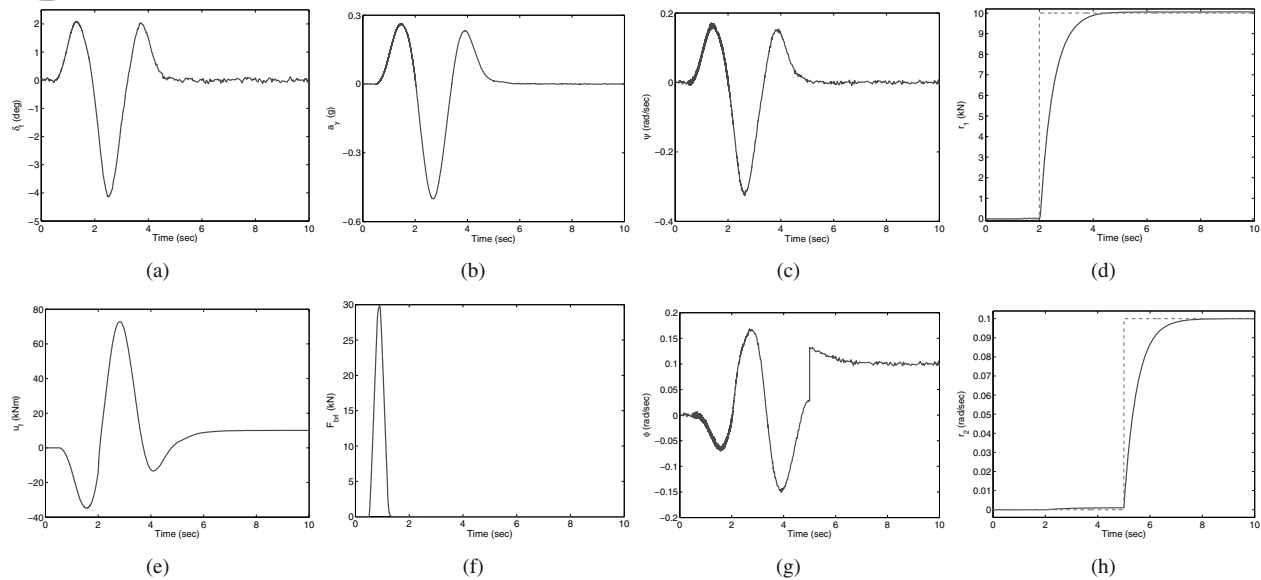 2
1
0
−1
−2
−3
−4
−5
δf (deg)
0 2 4 6 8 10
Time (sec)
(a)
0.3
0
−0.3
−0.6
ay (g)
0 2 4 6 8 10
Time (sec)
(b)
0.2
0
−0.2
−0.4
ψ (rad/sec)
0 2 4 6 8 10
Time (sec)
(c)
10
9
8
7
6
5
4
3
2
1
0
r1 (kN)
0 2 4 6 8 10
Time (sec)
(d)
80
60
40
20
0
−20
−40
uf (kNm)
0 2 4 6 8 10
Time (sec)
(e)
30
25
20
15
10
5
0
Fbrl (kN)
0 2 4 6 8 10
Time (sec)
(f)
0.2
0.15
0.1
0.05
0
−0.05
−0.1
−0.15
−0.2
ϕ (rad/sec)
0 2 4 6 8 10
Time (sec)
(g)
0.1
0.09
0.08
0.07
0.06
0.05
0.04
0.03
0.02
0.01
0
r2 (rad/sec)
0 2 4 6 8 10
Time (sec)
(h)